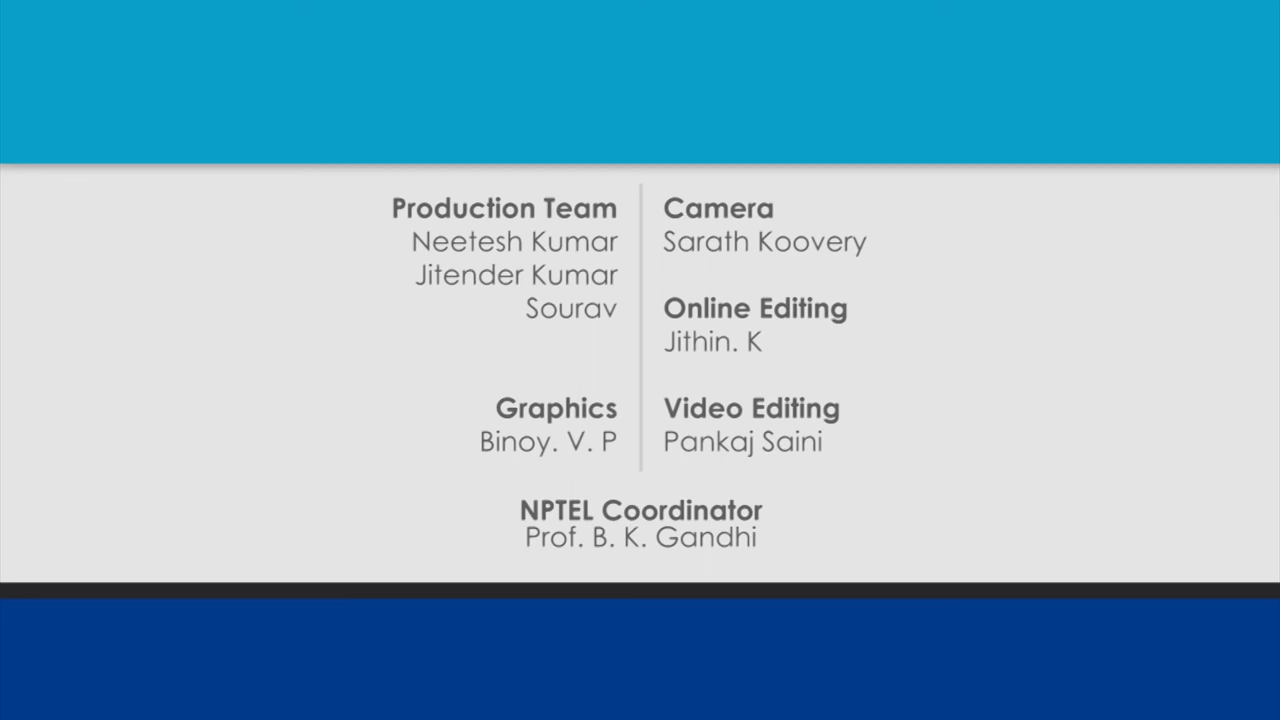 Production Team
Neetesh Kumar
Jitender Kumar
Sourav
Graphics
Binoy. V. P
Camera
Sarath Koovery
Online Editing
Jithin. K
Video Editing
Pankaj Saini
NPTEL Coordinator
Prof. B. K. Gandhi